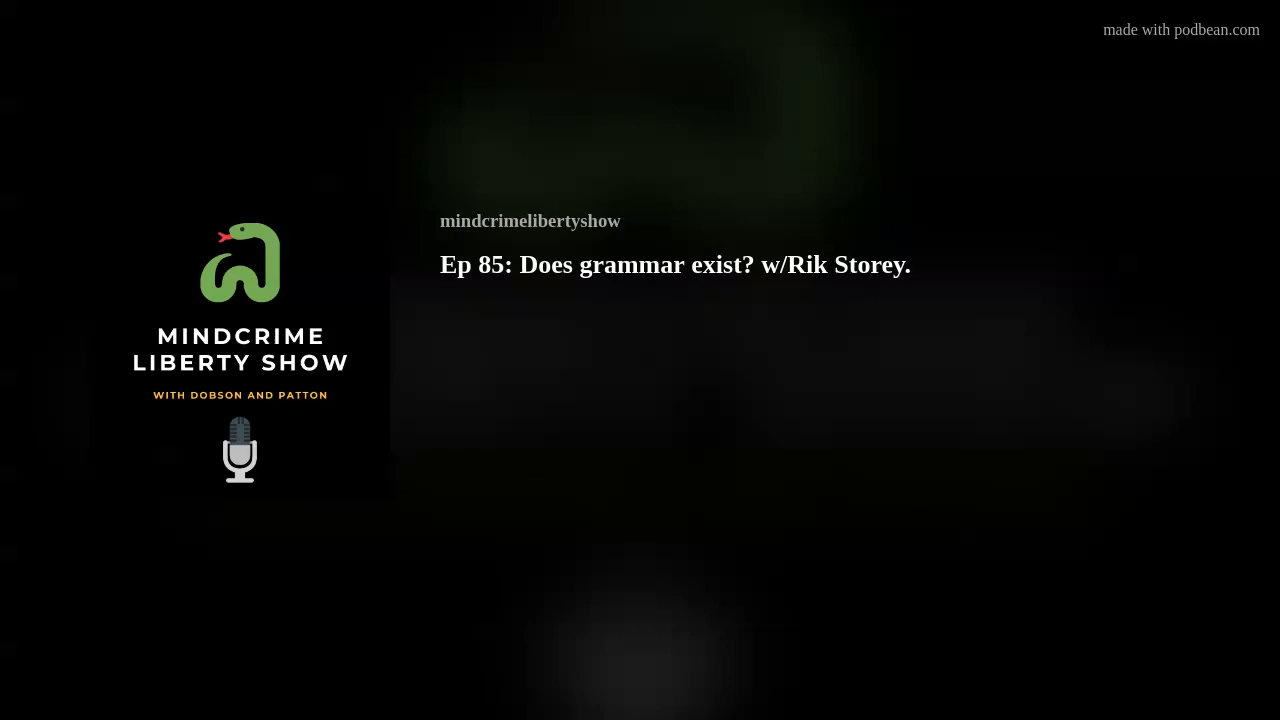 made with podbean.com
mindcrimelibertyshow
Ep 85: Does grammar exist? w/Rik Storey.
MINDCRIME
LIBERTY SHOW
WITH DOBSON AND PATTON